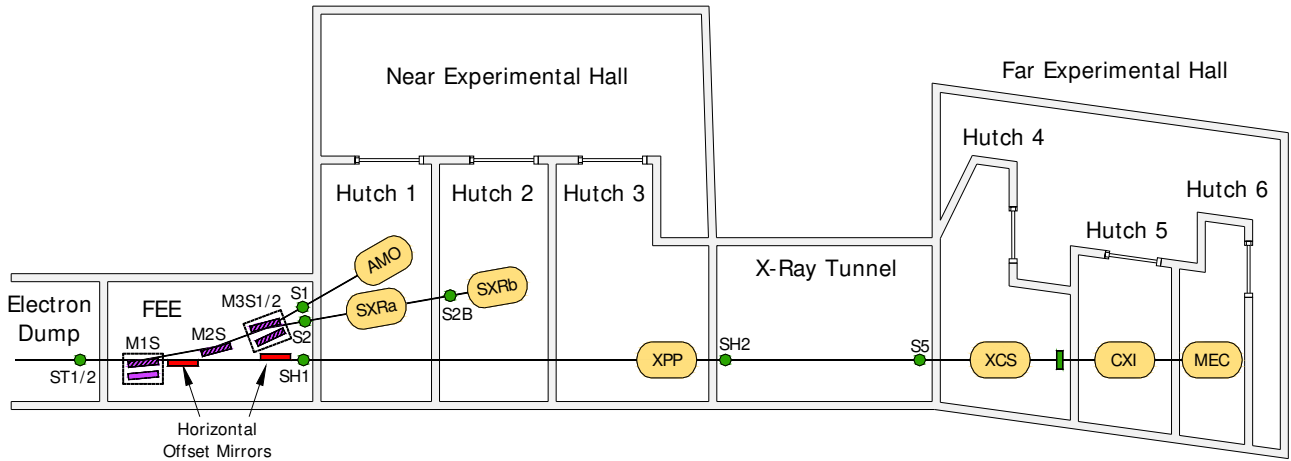 Near Experimental Hall
Far Experimental Hall
Hutch 4
Hutch 1
Hutch 2
Hutch 3
Hutch 6
Hutch 5
X-Ray Tunnel
AMO
SXRa
SXRb
S1
S2
S2B
Electron
Dump
FEE
M3S1/2
M2S
M1S
ST1/2
SH1
XPP
SH2
S5
XCS
CXI
MEC
Horizontal
Offset Mirrors